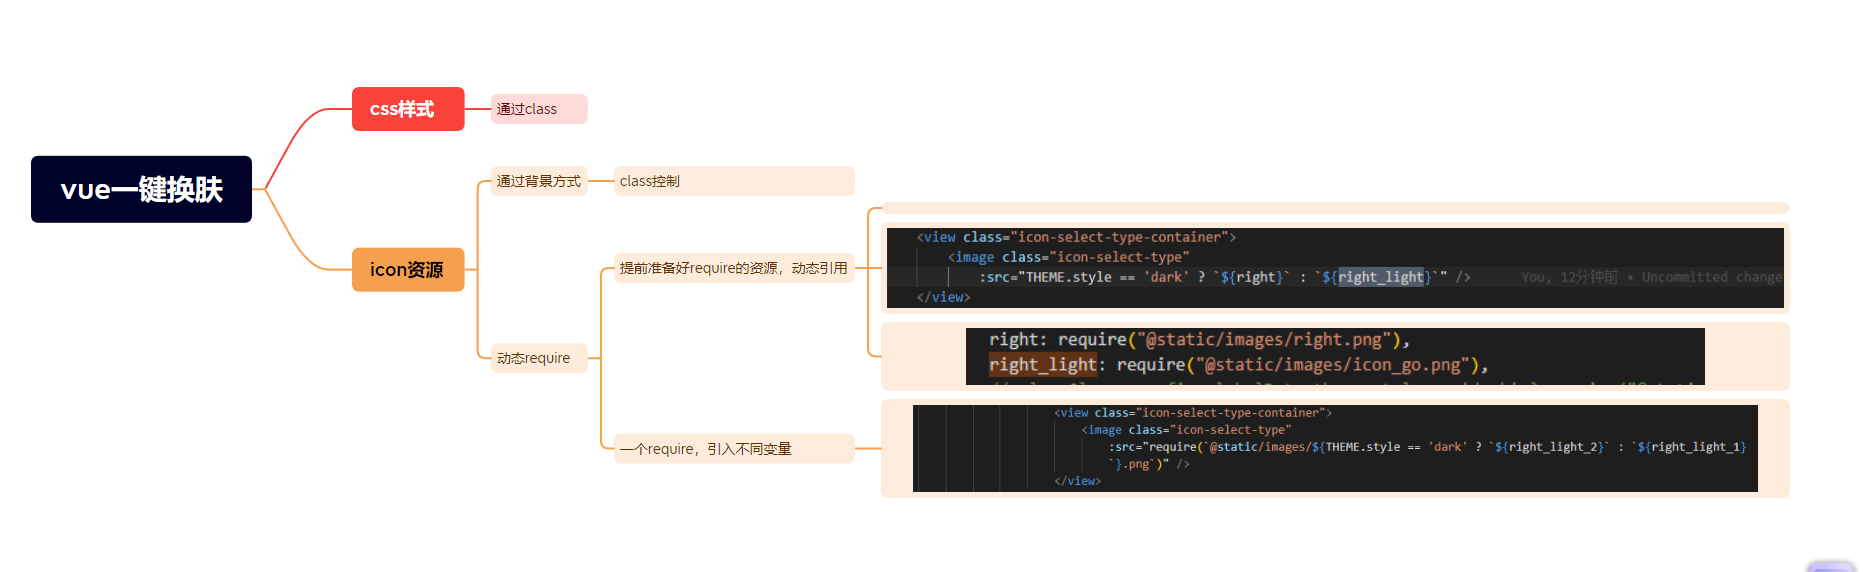 vue一键换肤
css样式
通过class
icon资源
通过背景方式
class控制
动态require
提前准备好require的资源，动态引用
<view class="icon-select-type-container">
<image class="icon-select-type"
:src="THEME.style == 'dark' ? `${right}` : `${right_light}`" />
You, 12分钟前 • Uncommitted change
</view>
right: require("@static/images/right.png"),
right_light: require("@static/images/icon_go.png"),
一个require，引入不同变量
<view class="icon-select-type-container">
<image class="icon-select-type"
:src="require(`@static/images/${THEME.style == 'dark' ? `${right_light_2}` : `${right_light_1}
`}.png`)" />
</view>